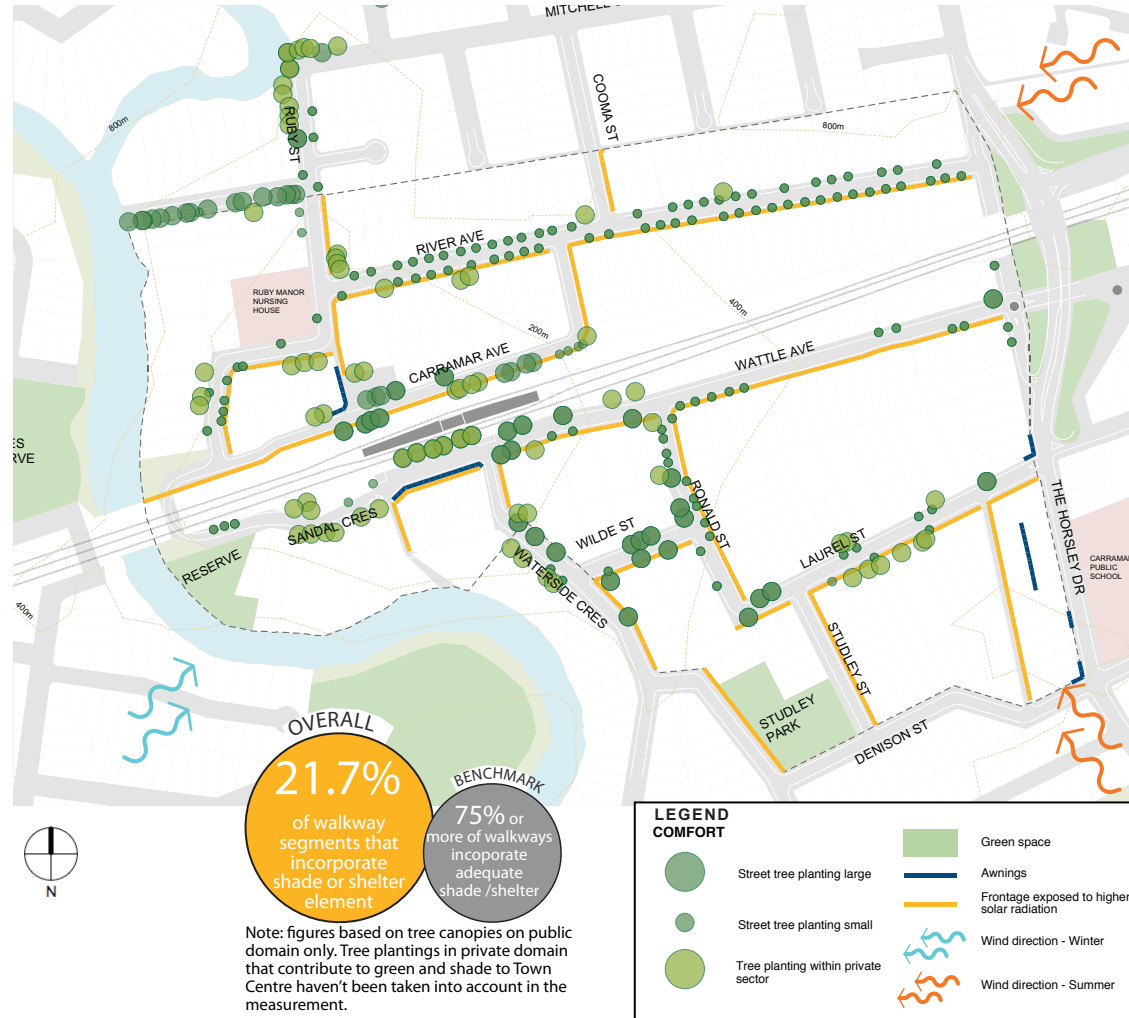 MITCHELL
COOMA ST
800m
800m
RUBY ST
RIVER AVE
RUBY MANOR
NURSING
HOUSE
400m
200m
CARRAMAR AVE
WATTLE AVE
ES
RVE
SANDAL CRES
RESERVE
WILDE ST
RONALD ST
WATERSIDE CRES
LAUREL ST
THE HORSLEY DR
CARRAMAR
PUBLIC
SCHOOL
400m
STUDLEY ST
STUDLEY
PARK
DENISON ST
OVERALL
21.7%
of walkway
segments that
incorporate
shade or shelter
element
BENCHMARK
75% or
more of walkways
incoporate
adequate
shade /shelter
N
Note: figures based on tree canopies on public
domain only. Tree plantings in private domain
that contribute to green and shade to Town
Centre haven't been taken into account in the
measurement.
LEGEND
COMFORT
Street tree planting large
Street tree planting small
Tree planting within private
sector
Green space
Awnings
Frontage exposed to higher
solar radiation
Wind direction - Winter
Wind direction - Summer